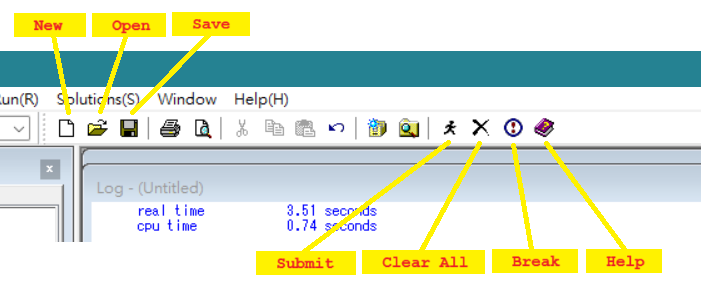 New Open Save
Run(R) Solutions(S) Window Help(H)
Log - (Untitled)
real time 3.51 seconds
cpu time 0.74 seconds
Submit Clear All Break Help